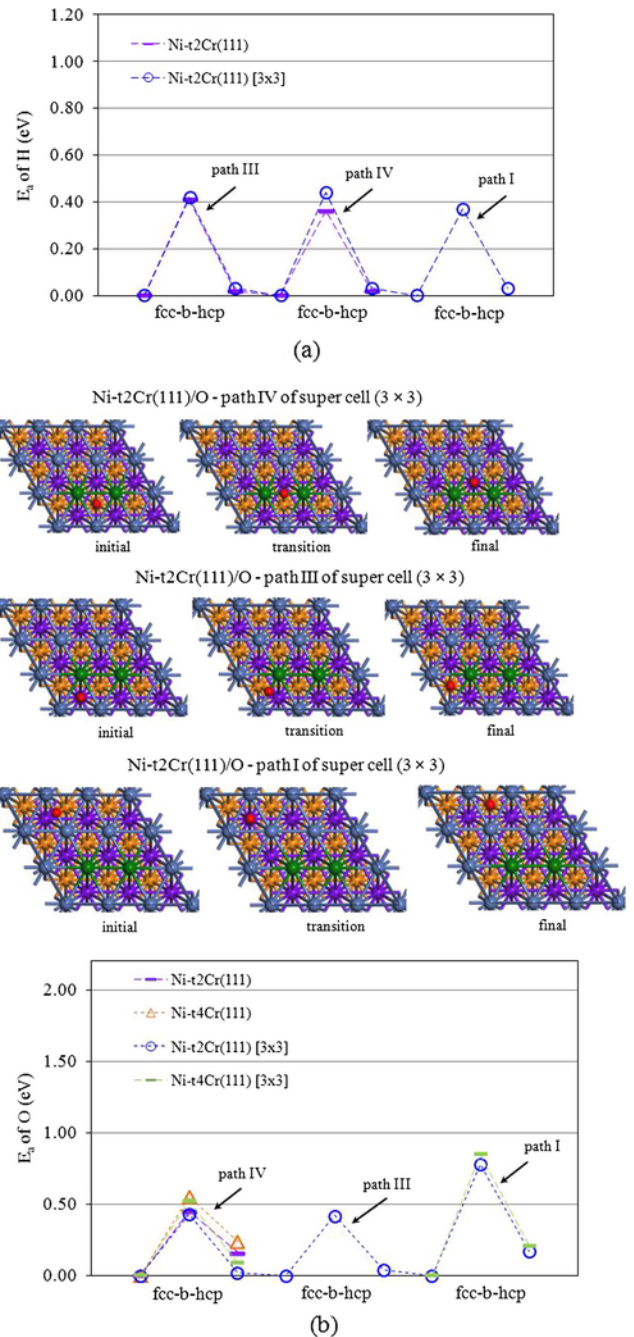 1.20
1.00
0.80
0.60
0.40
0.20
0.00
E_a of H (eV)
Ni-t2Cr(111)
Ni-t2Cr(111) [3x3]
path III
path IV
path I
fcc-b-hcp
fcc-b-hcp
fcc-b-hcp
(a)
Ni-t2Cr(111)/O - path IV of super cell (3 × 3)
initial
transition
final
Ni-t2Cr(111)/O - path III of super cell (3 × 3)
initial
transition
final
Ni-t2Cr(111)/O - path I of super cell (3 × 3)
initial
transition
final
2.00
1.50
1.00
0.50
0.00
E_a of O (eV)
Ni-t2Cr(111)
Ni-t4Cr(111)
Ni-t2Cr(111) [3x3]
Ni-t4Cr(111) [3x3]
path IV
path III
path I
fcc-b-hcp
fcc-b-hcp
fcc-b-hcp
(b)